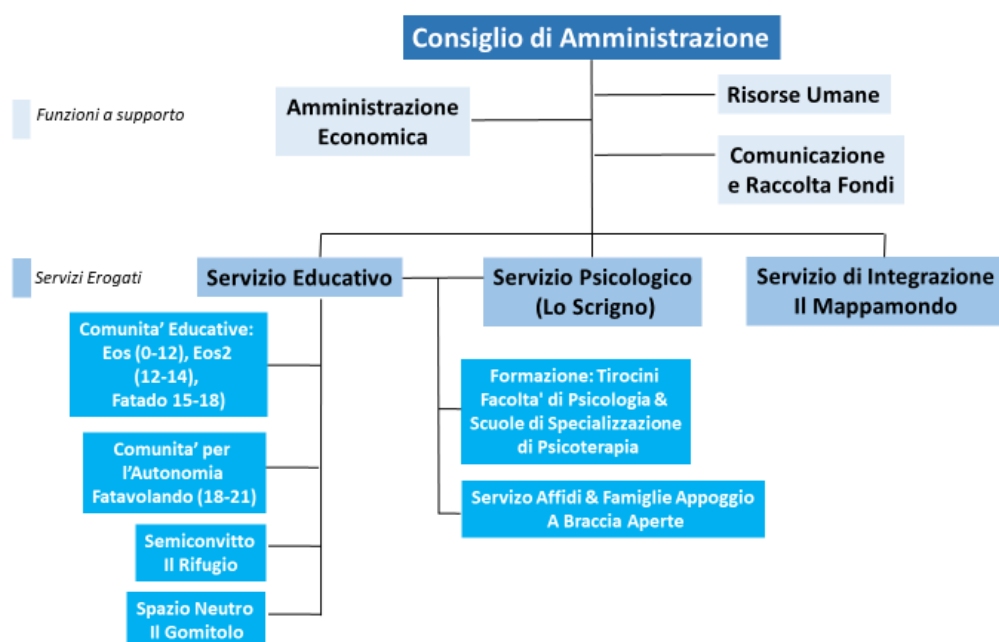 Consiglio di Amministrazione
Funzioni a supporto
Amministrazione
Economica
Risorse Umane
Comunicazione
e Raccolta Fondi
Servizi Erogati
Servizio Educativo
Servizio Psicologico
(Lo Scrigno)
Servizio di Integrazione
Il Mappamondo
Comunita’ Educative:
Eos (0-12), Eos2
(12-14),
Fatado 15-18)
Comunita’ per
l’Autonomia
Fatavolando (18-21)
Semiconvitto
Il Rifugio
Spazio Neutro
Il Gomitolo
Formazione: Tirocini
Facolta' di Psicologia &
Scuole di Specializzazione
di Psicoterapia
Servizo Affidi & Famiglie Appoggio
A Braccia Aperte